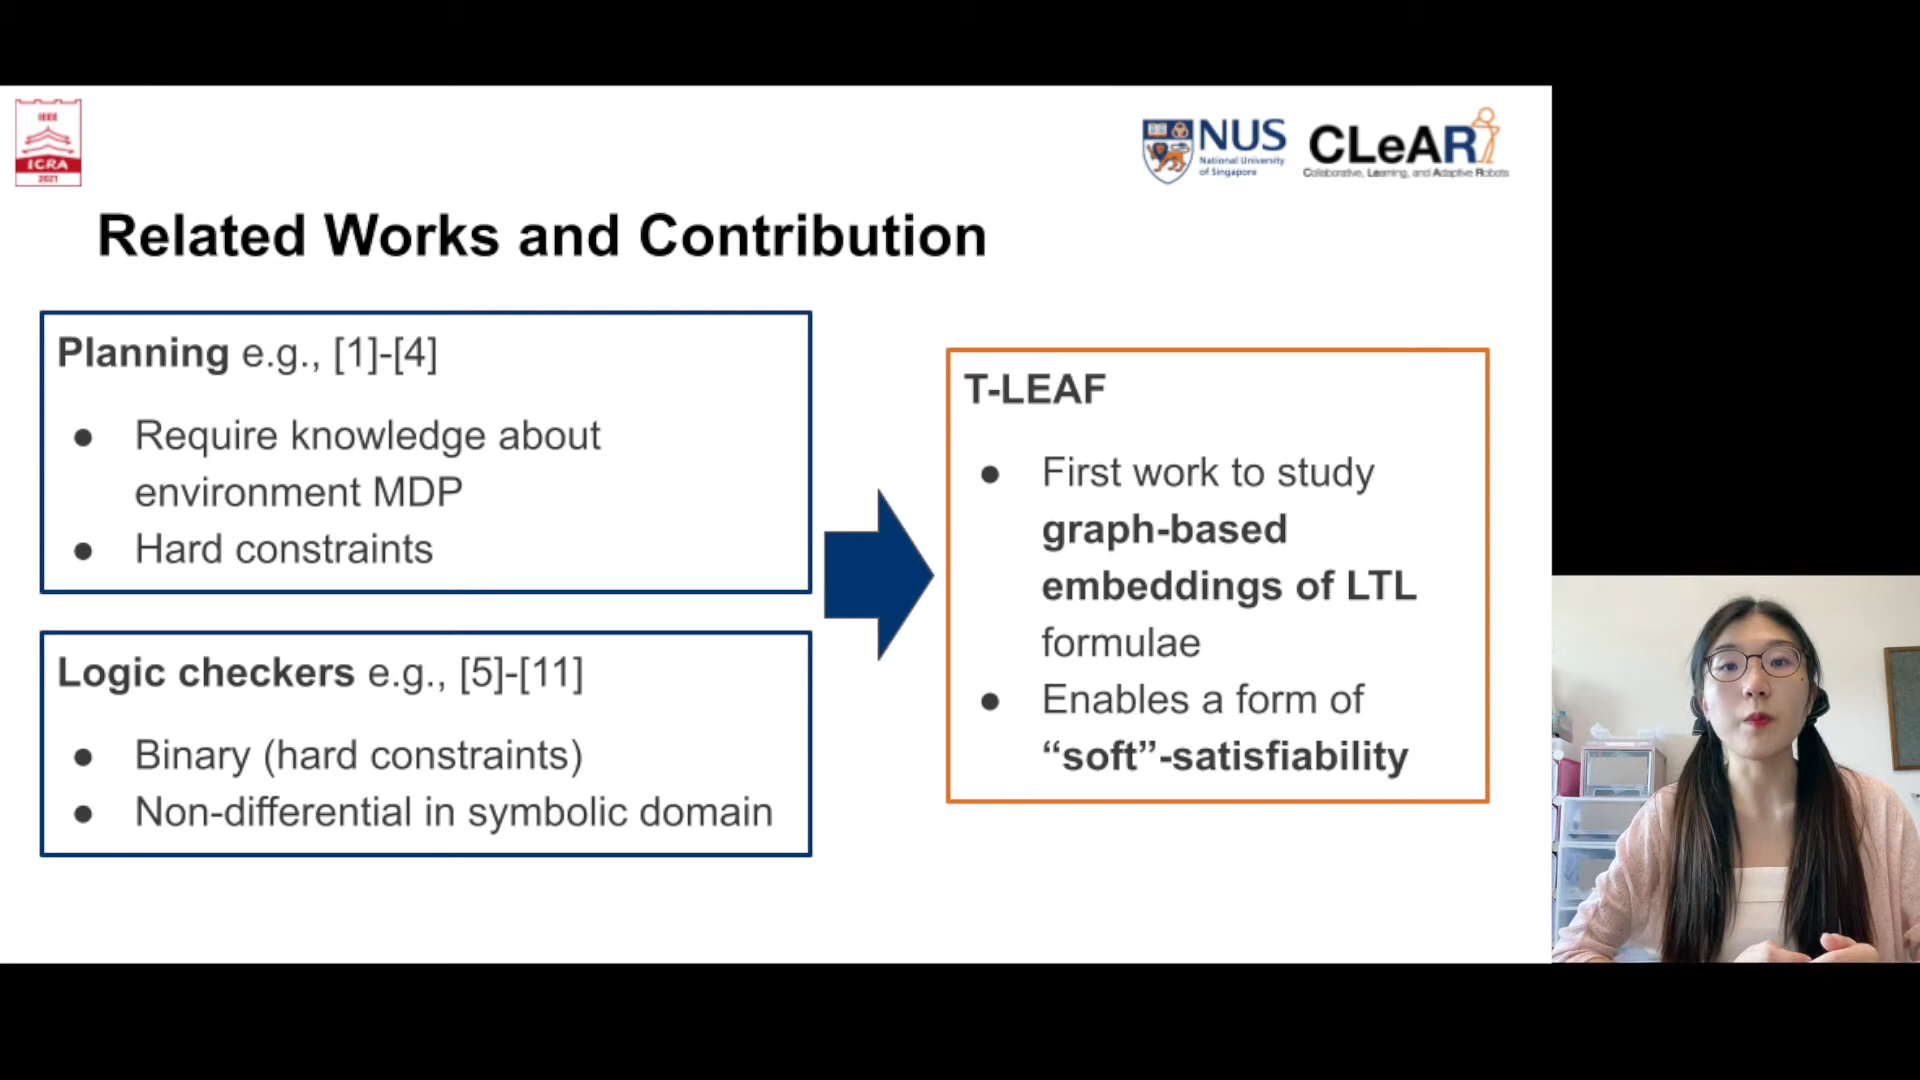 IEEE
ICRA
2021
NUS
National University
of Singapore
CLeAR
Collaborative, Learning, and Adaptive Robots
Related Works and Contribution
Planning e.g., [1]-[4]
● Require knowledge about
environment MDP
● Hard constraints
Logic checkers e.g., [5]-[11]
● Binary (hard constraints)
● Non-differential in symbolic domain
T-LEAF
● First work to study
graph-based
embeddings of LTL
formulae
● Enables a form of
“soft”-satisfiability